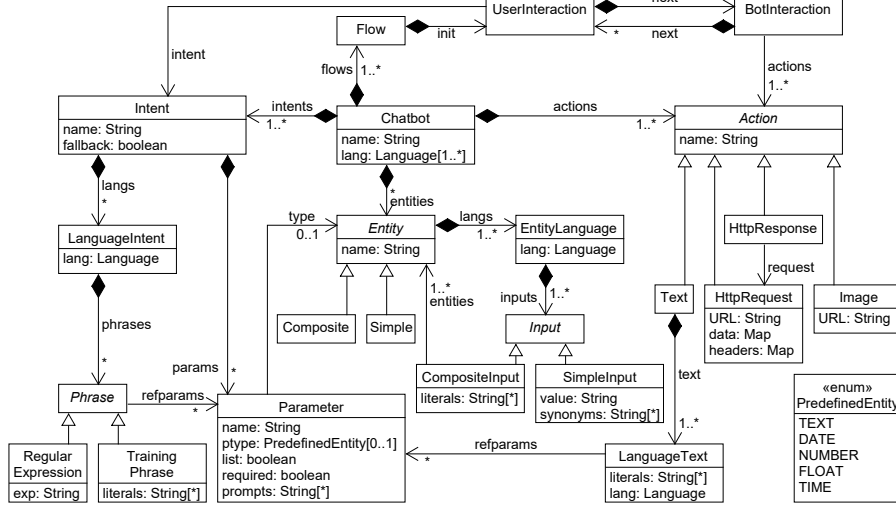 next
UserInteraction
BotInteraction
Flow
init
* next
intent
flows 1..*
actions
1..*
Intent
name: String
fallback: boolean
intents
1..*
Chatbot
name: String
lang: Language[1..*]
actions
1..*
Action
name: String
langs
*
*
entities
type
0..1
Entity
name: String
langs
1..*
EntityLanguage
lang: Language
HttpResponse
LanguageIntent
lang: Language
request
1..*
entities
inputs 1..*
Text
HttpRequest
URL: String
data: Map
headers: Map
Image
URL: String
Composite
Simple
Input
phrases
*
params
*
CompositeInput
literals: String[*]
SimpleInput
value: String
synonyms: String[*]
text
1..*
«enum»
PredefinedEntity
TEXT
DATE
NUMBER
FLOAT
TIME
Phrase
refparams
*
Parameter
name: String
ptype: PredefinedEntity[0..1]
list: boolean
required: boolean
prompts: String[*]
refparams
*
LanguageText
literals: String[*]
lang: Language
Regular
Expression
exp: String
Training
Phrase
literals: String[*]